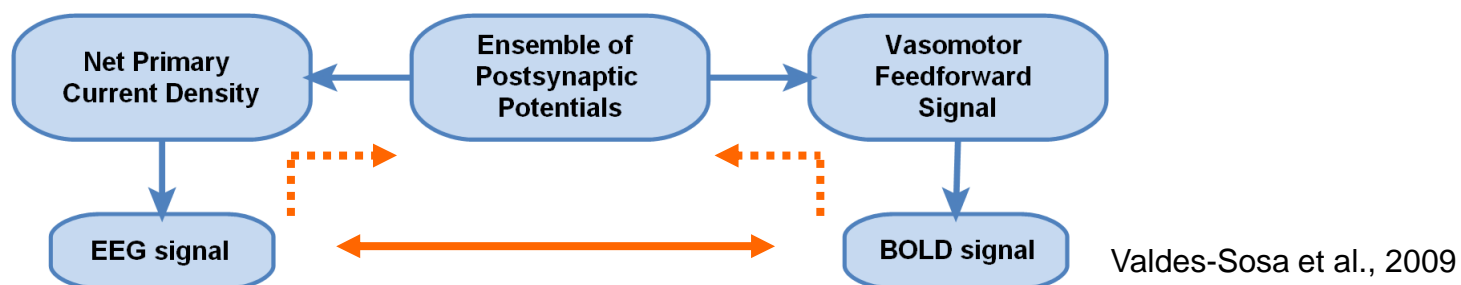 Net Primary
Current Density
Ensemble of
Postsynaptic
Potentials
Vasomotor
Feedforward
Signal
EEG signal
BOLD signal
Valdes-Sosa et al., 2009